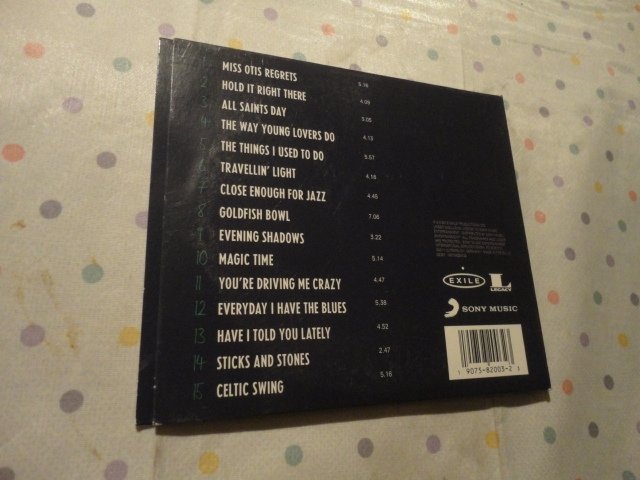 1 MISS OTIS REGRETS 5.16
2 HOLD IT RIGHT THERE 4.09
3 ALL SAINTS DAY 3.05
4 THE WAY YOUNG LOVERS DO 4.13
5 THE THINGS I USED TO DO 5.57
6 TRAVELLIN' LIGHT 4.16
7 CLOSE ENOUGH FOR JAZZ 4.45
8 GOLDFISH BOWL 7.06
9 EVENING SHADOWS 3.22
10 MAGIC TIME 5.14
11 YOU'RE DRIVING ME CRAZY 4.47
12 EVERYDAY I HAVE THE BLUES 5.38
13 HAVE I TOLD YOU LATELY 4.52
14 STICKS AND STONES 2.47
15 CELTIC SWING 5.16
EXILE
L
LEGACY
SONY MUSIC
1 9075-82003-2